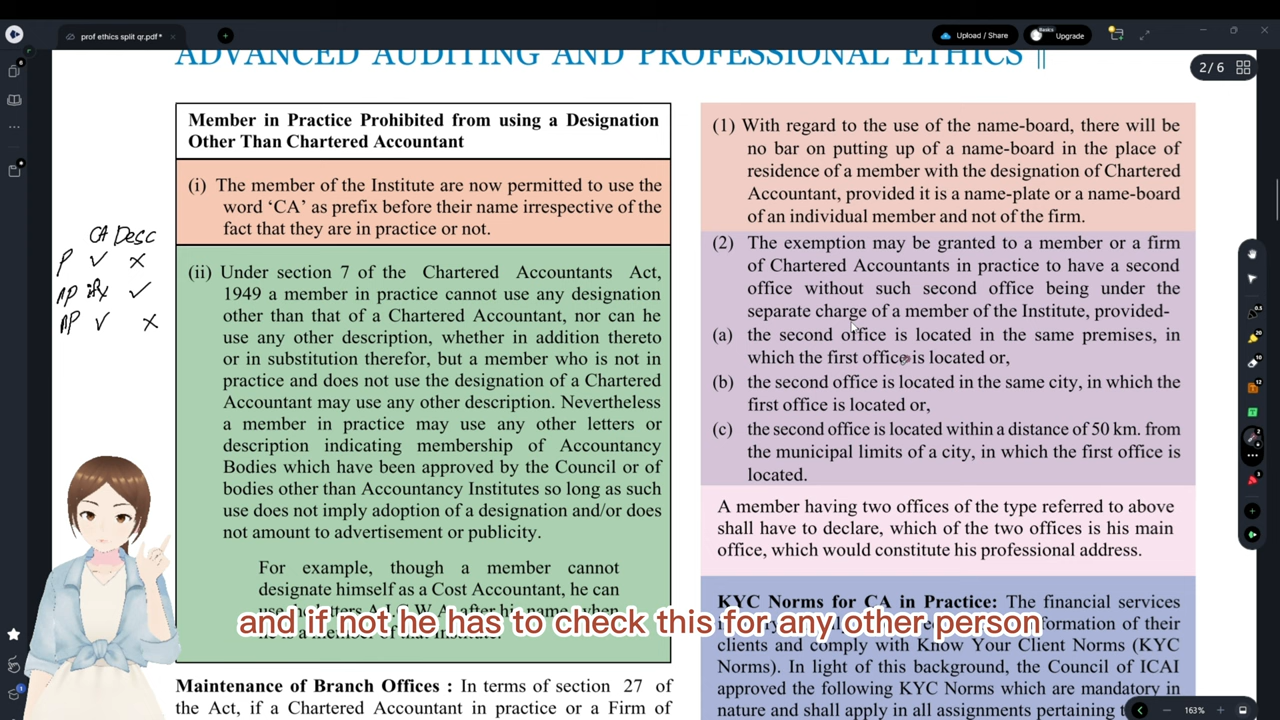 prof ethics split qr.pdf*
Upload / Share
Upgrade
2 / 6
ADVANCED AUDITING AND PROFESSIONAL ETHICS
Member in Practice Prohibited from using a Designation
Other Than Chartered Accountant
(i) The member of the Institute are now permitted to use the
word ‘CA’ as prefix before their name irrespective of the
fact that they are in practice or not.
CA Desc
P ✓ ×
NP ✓
NP ✓ ×
(ii) Under section 7 of the Chartered Accountants Act,
1949 a member in practice cannot use any designation
other than that of a Chartered Accountant, nor can he
use any other description, whether in addition thereto
or in substitution therefor, but a member who is not in
practice and does not use the designation of a Chartered
Accountant may use any other description. Nevertheless
a member in practice may use any other letters or
description indicating membership of Accountancy
Bodies which have been approved by the Council or of
bodies other than Accountancy Institutes so long as such
use does not imply adoption of a designation and/or does
not amount to advertisement or publicity.
For example, though a member cannot
designate himself as a Cost Accountant, he can
Maintenance of Branch Offices : In terms of section 27 of
the Act, if a Chartered Accountant in practice or a Firm of
(1) With regard to the use of the name-board, there will be
no bar on putting up of a name-board in the place of
residence of a member with the designation of Chartered
Accountant, provided it is a name-plate or a name-board
of an individual member and not of the firm.
(2) The exemption may be granted to a member or a firm
of Chartered Accountants in practice to have a second
office without such second office being under the
separate charge of a member of the Institute, provided-
(a) the second office is located in the same premises, in
which the first office is located or,
(b) the second office is located in the same city, in which the
first office is located or,
(c) the second office is located within a distance of 50 km. from
the municipal limits of a city, in which the first office is
located.
A member having two offices of the type referred to above
shall have to declare, which of the two offices is his main
office, which would constitute his professional address.
KYC Norms for CA in Practice: The financial services
clients and comply with Know Your Client Norms (KYC
Norms). In light of this background, the Council of ICAI
approved the following KYC Norms which are mandatory in
nature and shall apply in all assignments pertaining
and if not he has to check this for any other person
163%